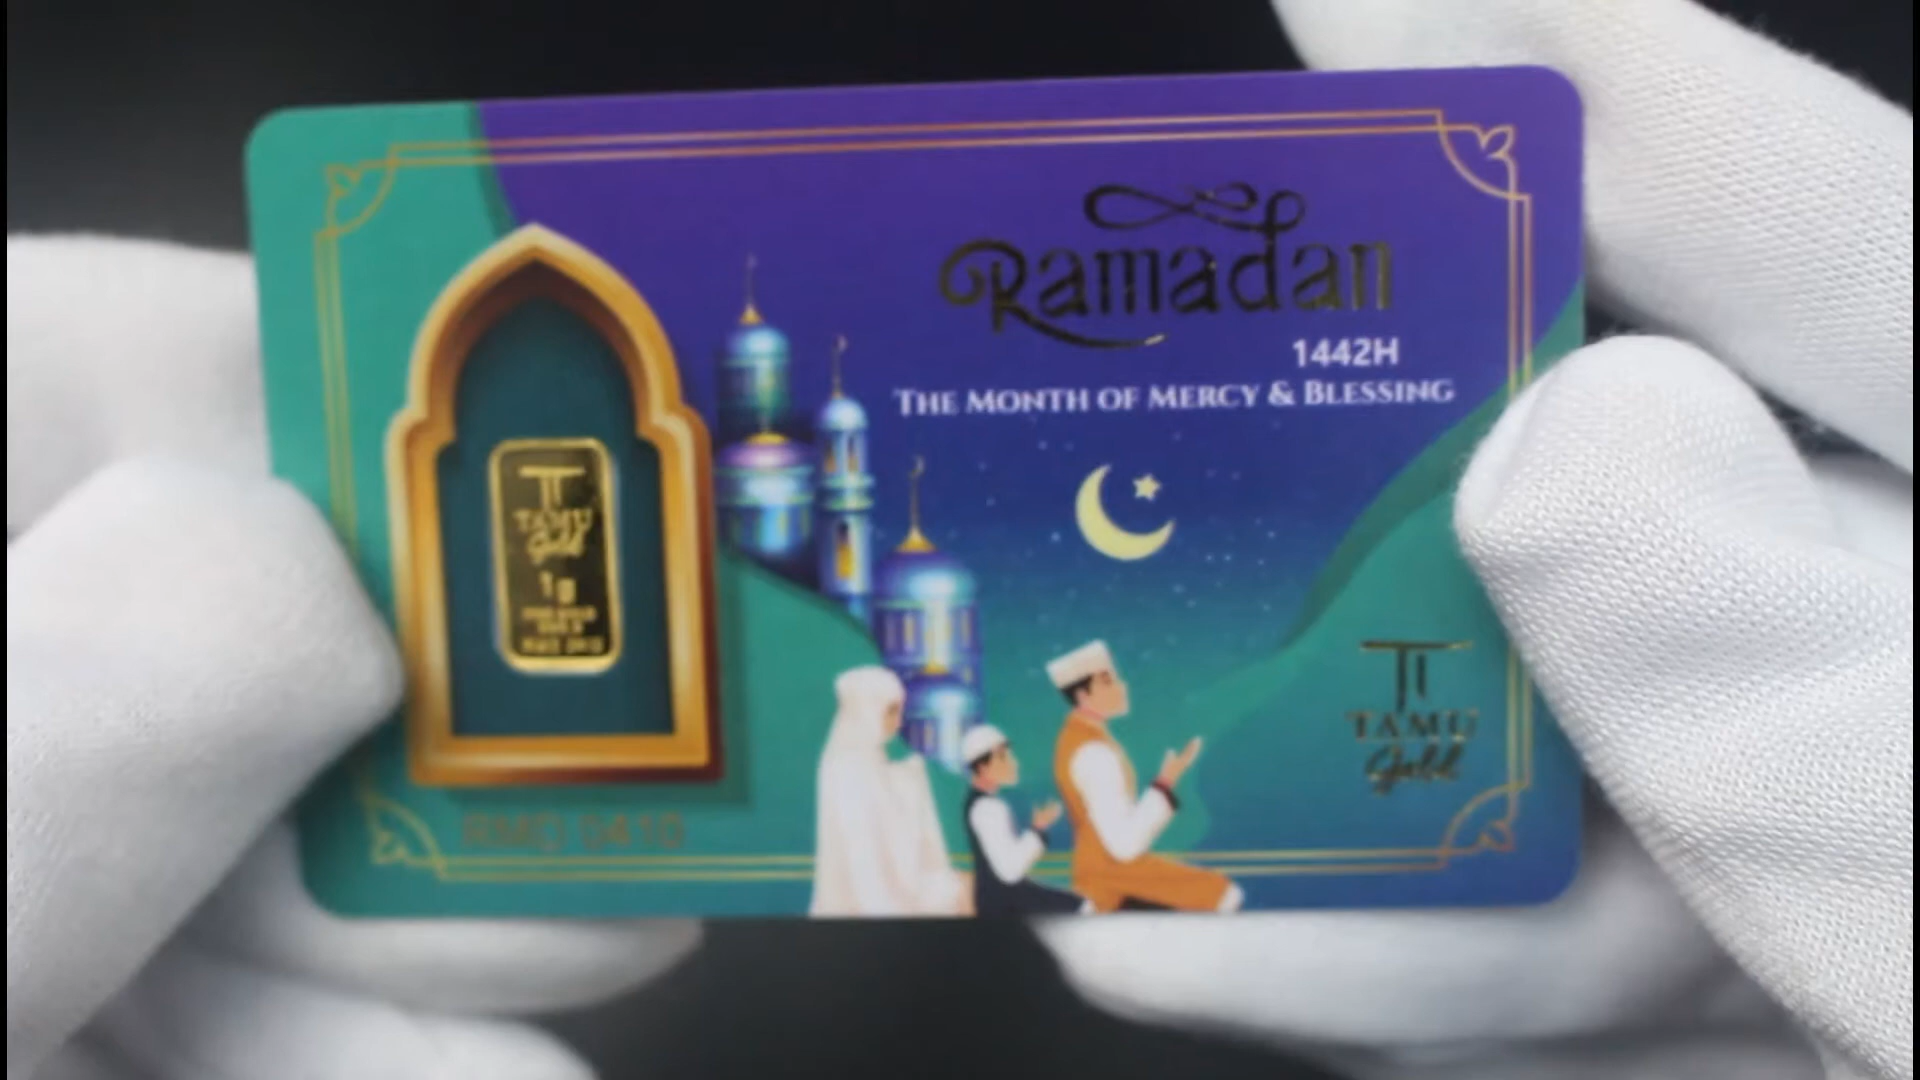 Ramadan
1442H
THE MONTH OF MERCY & BLESSING
TAMU
Gold
1g
TAMU
Gold
RMD 0410